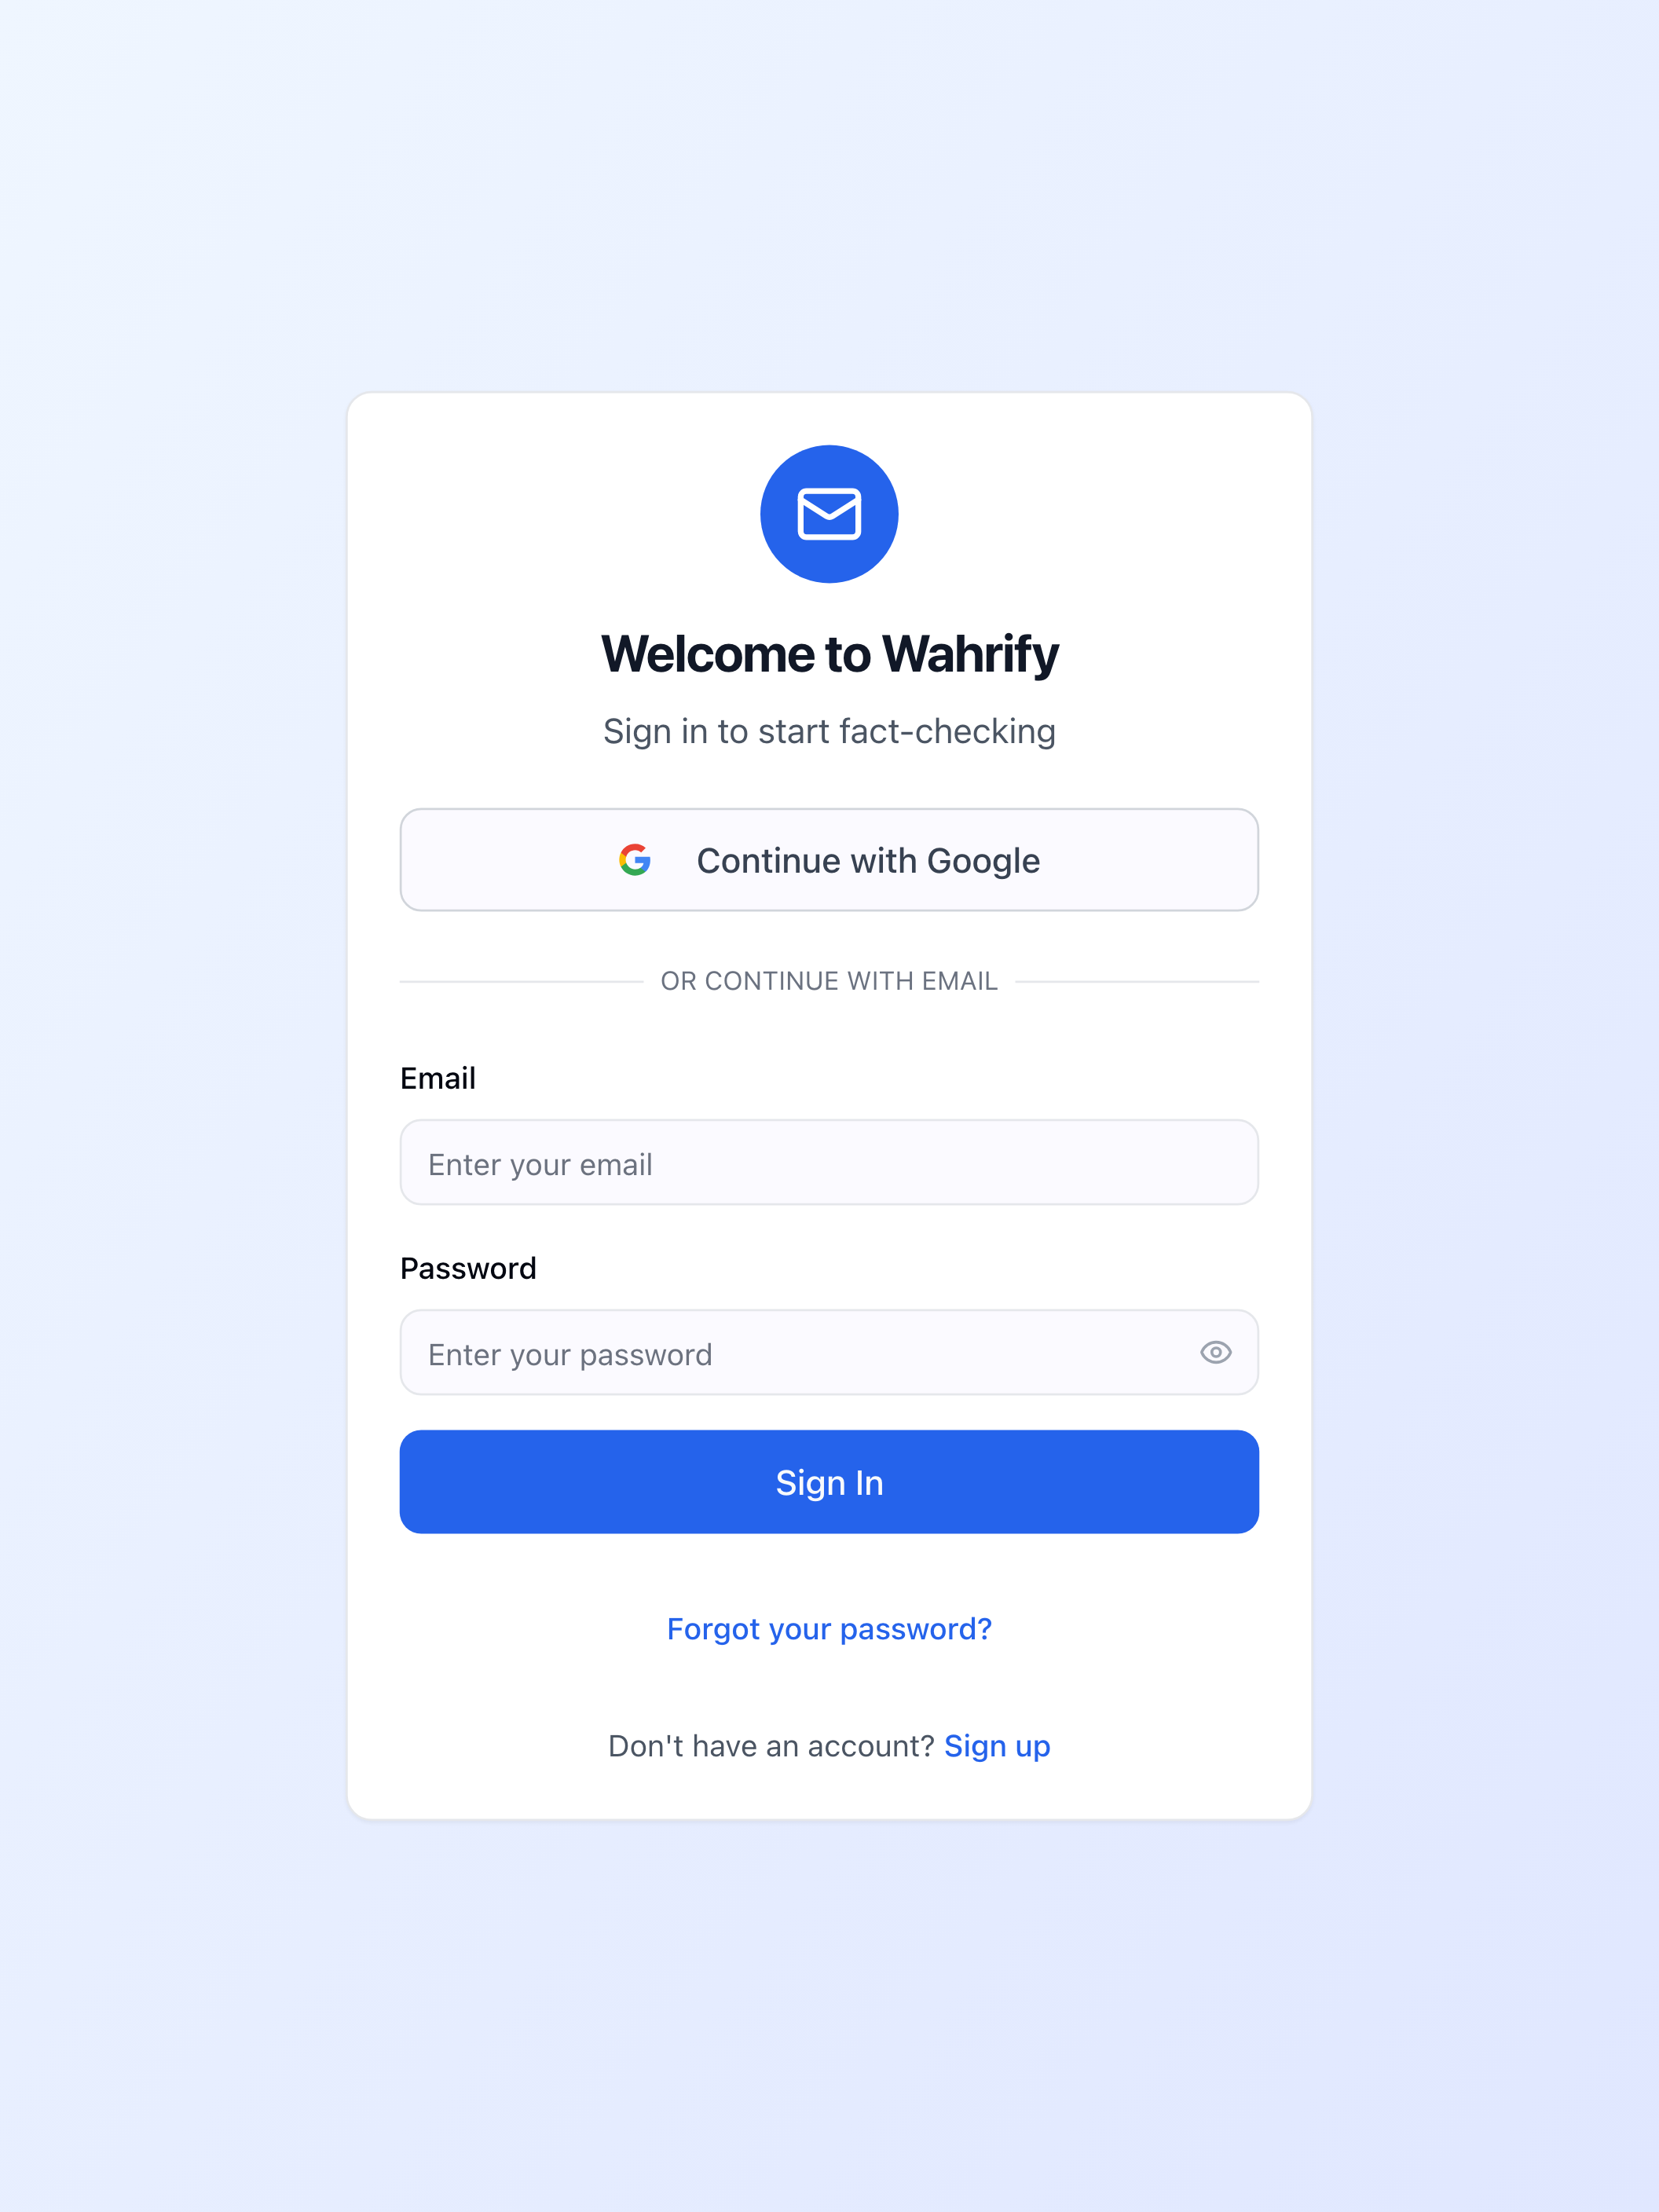 Welcome to Wahrify
Sign in to start fact-checking
Continue with Google
OR CONTINUE WITH EMAIL
Email
Enter your email
Password
Enter your password
Sign In
Forgot your password?
Don't have an account? Sign up